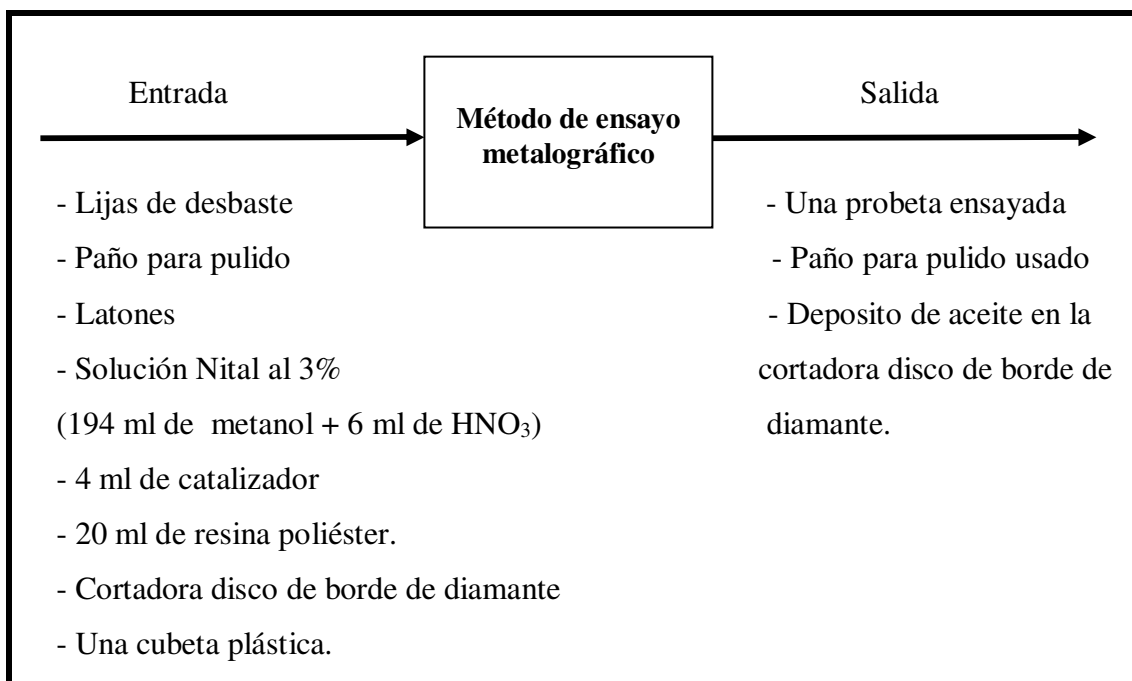 Entrada
Método de ensayo
metalográfico
Salida
- Lijas de desbaste
- Paño para pulido
- Latones
- Solución Nital al 3%
(194 ml de metanol + 6 ml de HNO₃)
- 4 ml de catalizador
- 20 ml de resina poliéster.
- Cortadora disco de borde de diamante
- Una cubeta plástica.
- Una probeta ensayada
- Paño para pulido usado
- Deposito de aceite en la
cortadora disco de borde de
diamante.